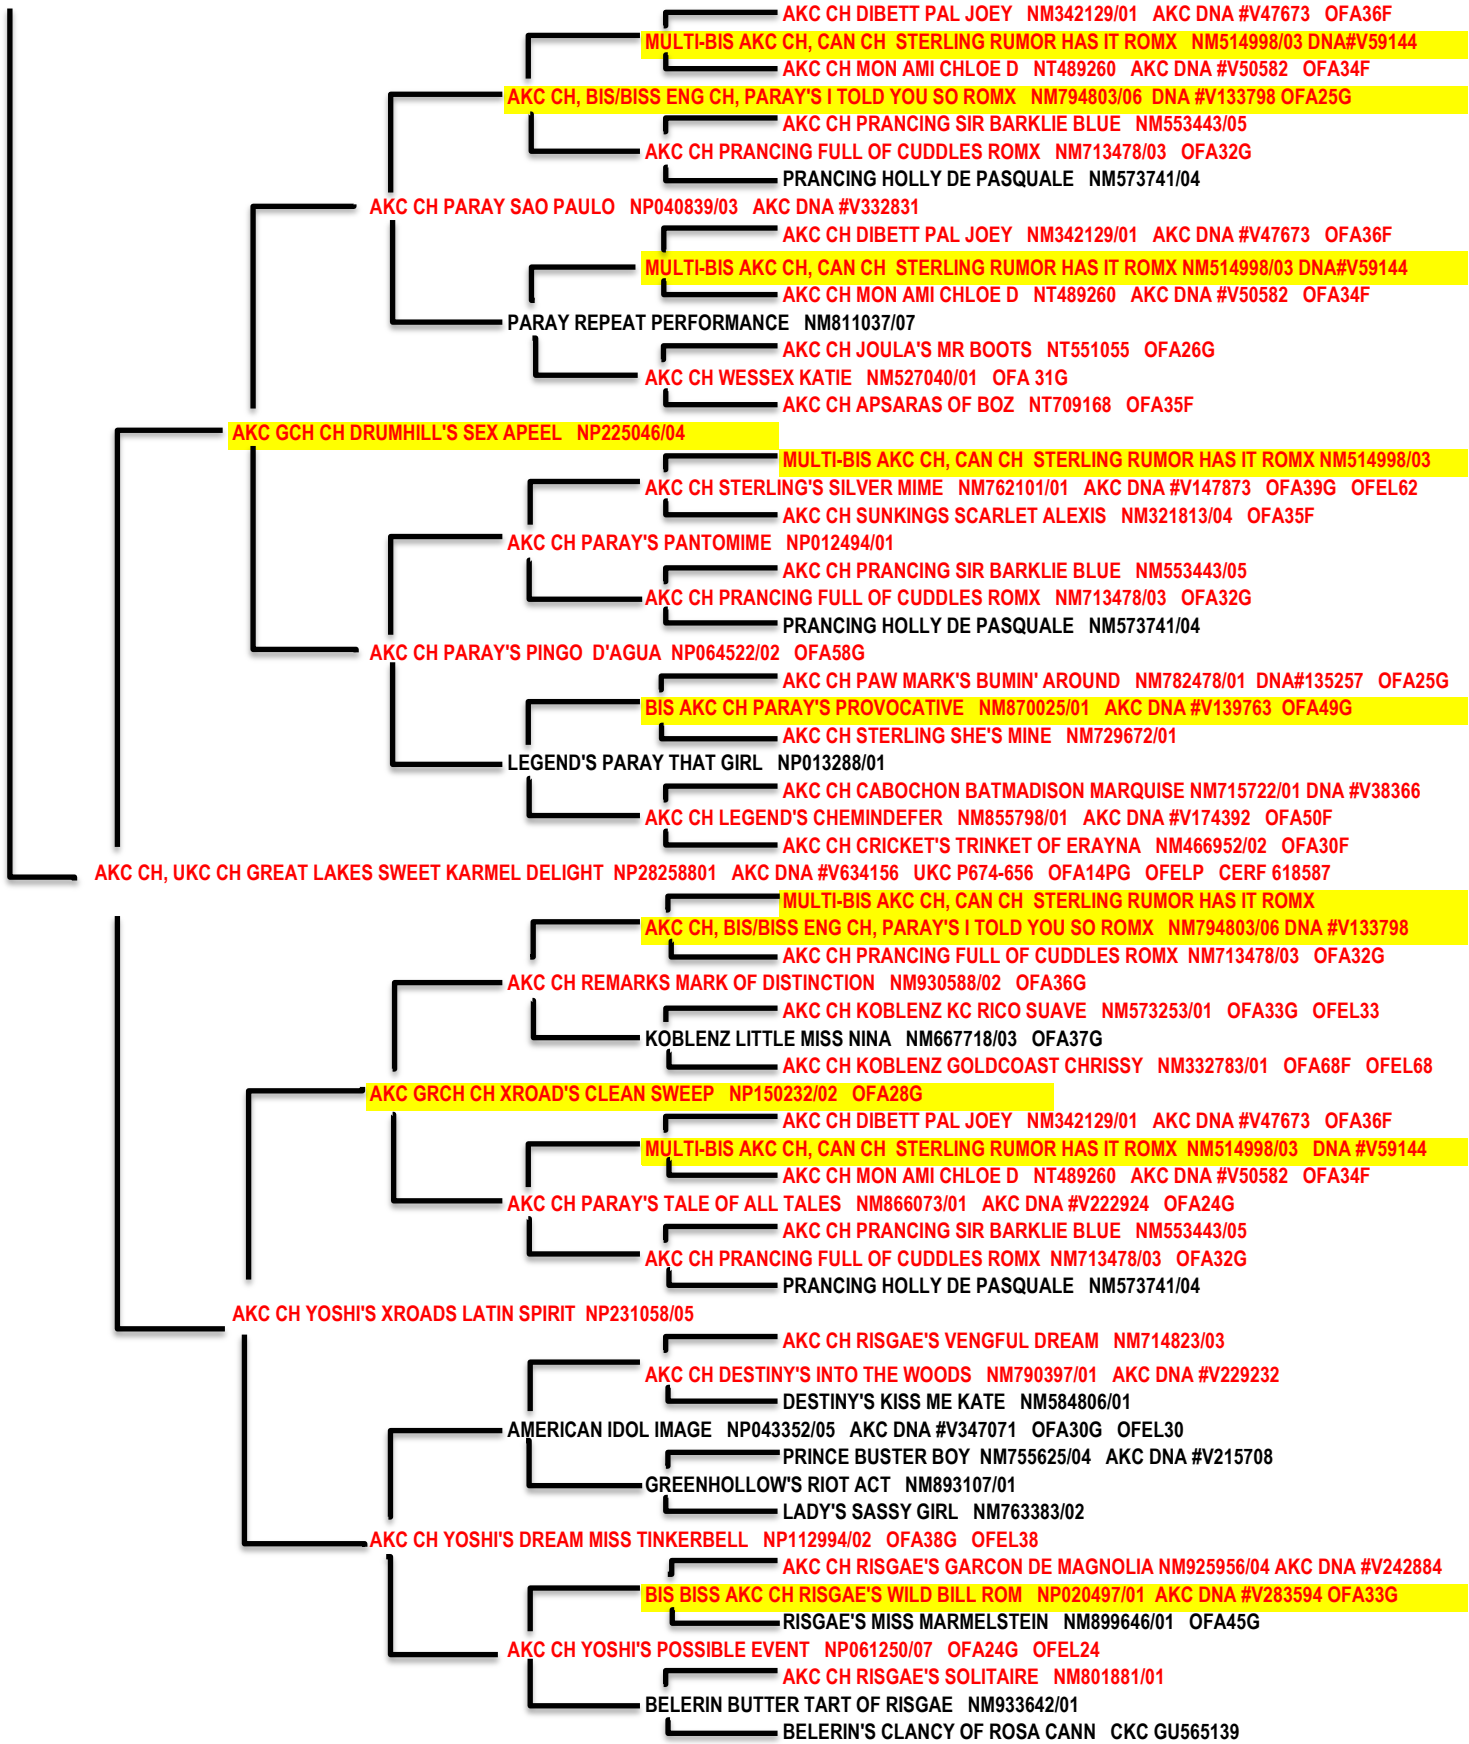 AKC CH DIBETT PAL JOEY NM342129/01 AKC DNA #V47673 OFA36F
MULTI-BIS AKC CH, CAN CH STERLING RUMOR HAS IT ROMX NM514998/03 DNA#V59144
AKC CH MON AMI CHLOE D NT489260 AKC DNA #V50582 OFA34F
AKC CH, BIS/BISS ENG CH, PARAY'S I TOLD YOU SO ROMX NM794803/06 DNA #V133798 OFA25G
AKC CH PRANCING SIR BARKLIE BLUE NM553443/05
AKC CH PRANCING FULL OF CUDDLES ROMX NM713478/03 OFA32G
PRANCING HOLLY DE PASQUALE NM573741/04
AKC CH PARAY SAO PAULO NP040839/03 AKC DNA #V332831
AKC CH DIBETT PAL JOEY NM342129/01 AKC DNA #V47673 OFA36F
MULTI-BIS AKC CH, CAN CH STERLING RUMOR HAS IT ROMX NM514998/03 DNA#V59144
AKC CH MON AMI CHLOE D NT489260 AKC DNA #V50582 OFA34F
PARAY REPEAT PERFORMANCE NM811037/07
AKC CH JOULA'S MR BOOTS NT551055 OFA26G
AKC CH WESSEX KATIE NM527040/01 OFA 31G
AKC CH APSARAS OF BOZ NT709168 OFA35F
AKC GCH CH DRUMHILL'S SEX APEEL NP225046/04
MULTI-BIS AKC CH, CAN CH STERLING RUMOR HAS IT ROMX NM514998/03
AKC CH STERLING'S SILVER MIME NM762101/01 AKC DNA #V147873 OFA39G OFEL62
AKC CH SUNKINGS SCARLET ALEXIS NM321813/04 OFA35F
AKC CH PARAY'S PANTOMIME NP012494/01
AKC CH PRANCING SIR BARKLIE BLUE NM553443/05
AKC CH PRANCING FULL OF CUDDLES ROMX NM713478/03 OFA32G
PRANCING HOLLY DE PASQUALE NM573741/04
AKC CH PARAY'S PINGO D'AGUA NP064522/02 OFA58G
AKC CH PAW MARK'S BUMIN' AROUND NM782478/01 DNA#135257 OFA25G
BIS AKC CH PARAY'S PROVOCATIVE NM870025/01 AKC DNA #V139763 OFA49G
AKC CH STERLING SHE'S MINE NM729672/01
LEGEND'S PARAY THAT GIRL NP013288/01
AKC CH CABOCHON BATMADISON MARQUISE NM715722/01 DNA #V38366
AKC CH LEGEND'S CHEMINDEFER NM855798/01 AKC DNA #V174392 OFA50F
AKC CH CRICKET'S TRINKET OF ERAYNA NM466952/02 OFA30F
AKC CH, UKC CH GREAT LAKES SWEET KARMEL DELIGHT NP28258801 AKC DNA #V634156 UKC P674-656 OFA14PG OFELP CERF 618587
MULTI-BIS AKC CH, CAN CH STERLING RUMOR HAS IT ROMX
AKC CH, BIS/BISS ENG CH, PARAY'S I TOLD YOU SO ROMX NM794803/06 DNA #V133798
AKC CH PRANCING FULL OF CUDDLES ROMX NM713478/03 OFA32G
AKC CH REMARKS MARK OF DISTINCTION NM930588/02 OFA36G
AKC CH KOBLENZ KC RICO SUAVE NM573253/01 OFA33G OFEL33
KOBLENZ LITTLE MISS NINA NM667718/03 OFA37G
AKC CH KOBLENZ GOLDCOAST CHRISSY NM332783/01 OFA68F OFEL68
AKC GRCH CH XROAD'S CLEAN SWEEP NP150232/02 OFA28G
AKC CH DIBETT PAL JOEY NM342129/01 AKC DNA #V47673 OFA36F
MULTI-BIS AKC CH, CAN CH STERLING RUMOR HAS IT ROMX NM514998/03 DNA #V59144
AKC CH MON AMI CHLOE D NT489260 AKC DNA #V50582 OFA34F
AKC CH PARAY'S TALE OF ALL TALES NM866073/01 AKC DNA #V222924 OFA24G
AKC CH PRANCING SIR BARKLIE BLUE NM553443/05
AKC CH PRANCING FULL OF CUDDLES ROMX NM713478/03 OFA32G
PRANCING HOLLY DE PASQUALE NM573741/04
AKC CH YOSHI'S XROADS LATIN SPIRIT NP231058/05
AKC CH RISGAE'S VENGFUL DREAM NM714823/03
AKC CH DESTINY'S INTO THE WOODS NM790397/01 AKC DNA #V229232
DESTINY'S KISS ME KATE NM584806/01
AMERICAN IDOL IMAGE NP043352/05 AKC DNA #V347071 OFA30G OFEL30
PRINCE BUSTER BOY NM755625/04 AKC DNA #V215708
GREENHOLLOW'S RIOT ACT NM893107/01
LADY'S SASSY GIRL NM763383/02
AKC CH YOSHI'S DREAM MISS TINKERBELL NP112994/02 OFA38G OFEL38
AKC CH RISGAE'S GARCON DE MAGNOLIA NM925956/04 AKC DNA #V242884
BIS BISS AKC CH RISGAE'S WILD BILL ROM NP020497/01 AKC DNA #V283594 OFA33G
RISGAE'S MISS MARMELSTEIN NM899646/01 OFA45G
AKC CH YOSHI'S POSSIBLE EVENT NP061250/07 OFA24G OFEL24
AKC CH RISGAE'S SOLITAIRE NM801881/01
BELERIN BUTTER TART OF RISGAE NM933642/01
BELERIN'S CLANCY OF ROSA CANN CKC GU565139